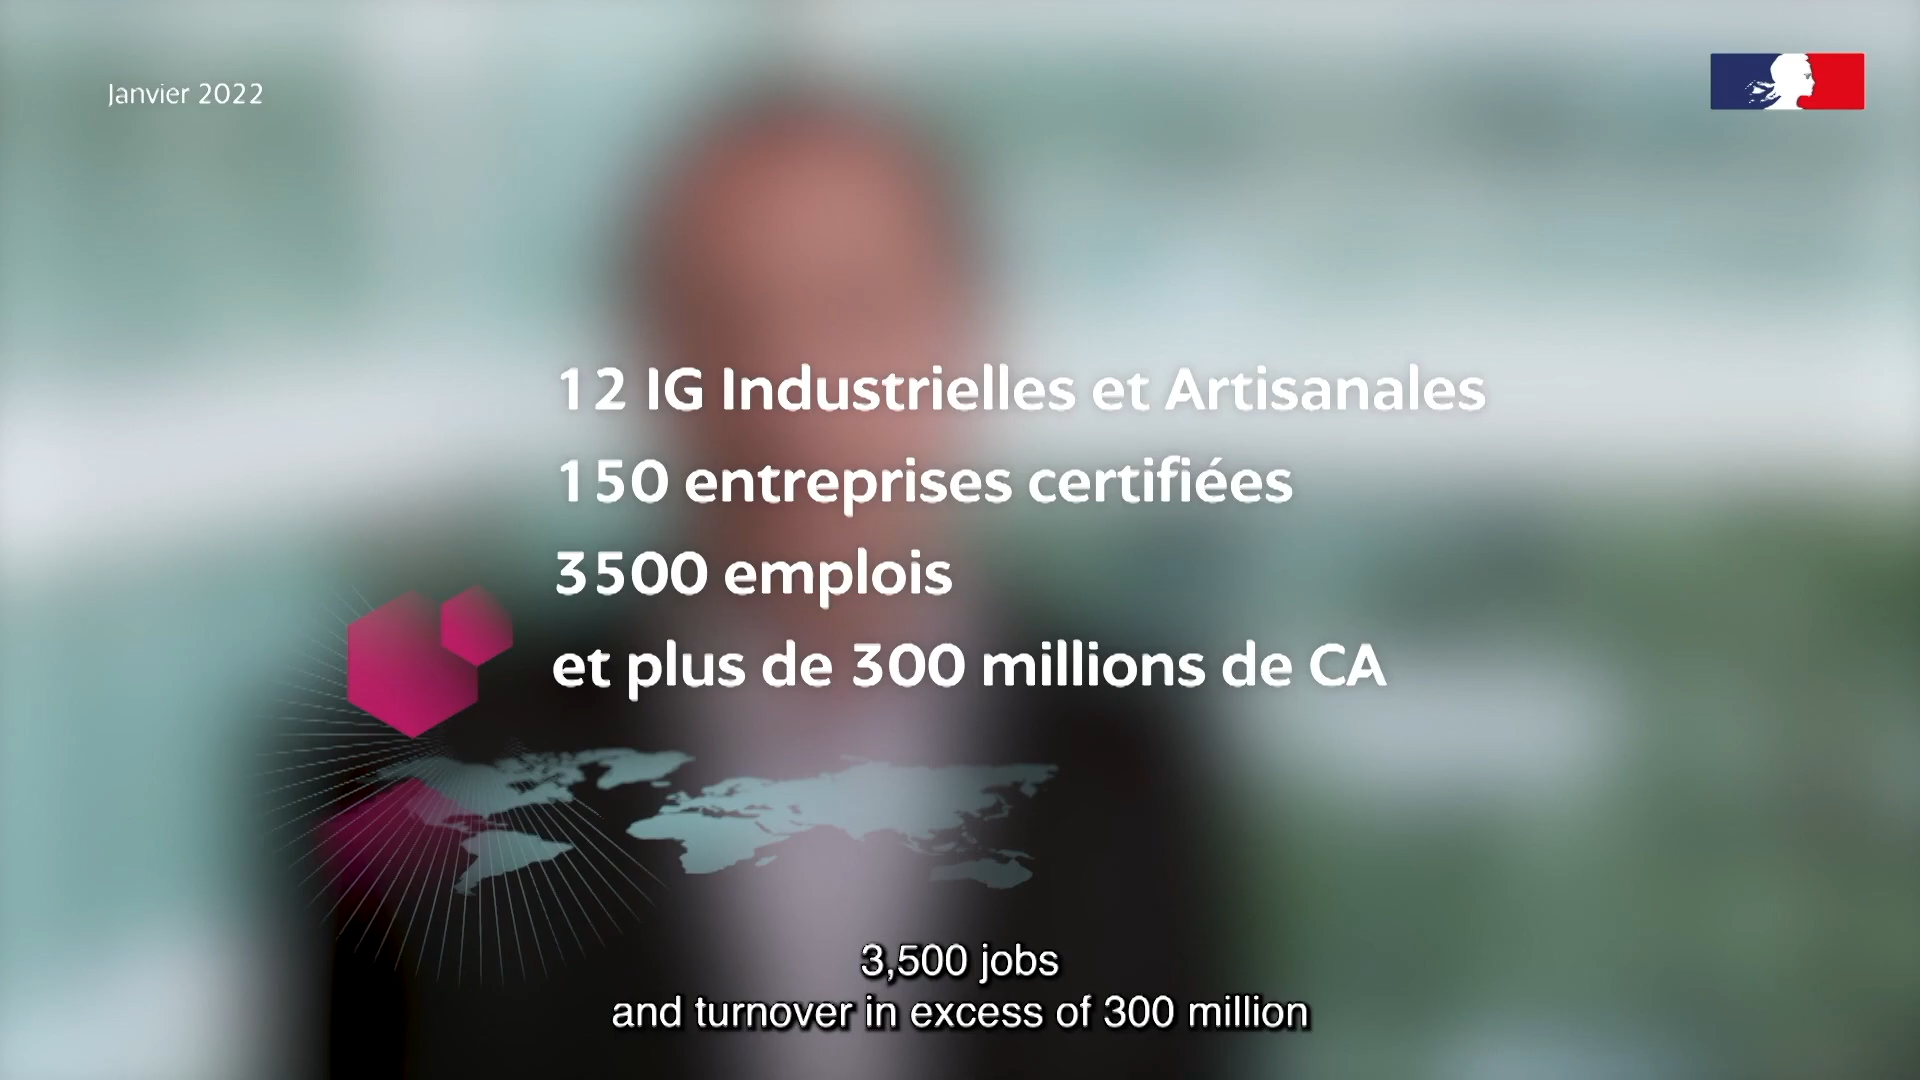 Janvier 2022
12 IG Industrielles et Artisanales
150 entreprises certifiées
3500 emplois
et plus de 300 millions de CA
3,500 jobs
and turnover in excess of 300 million